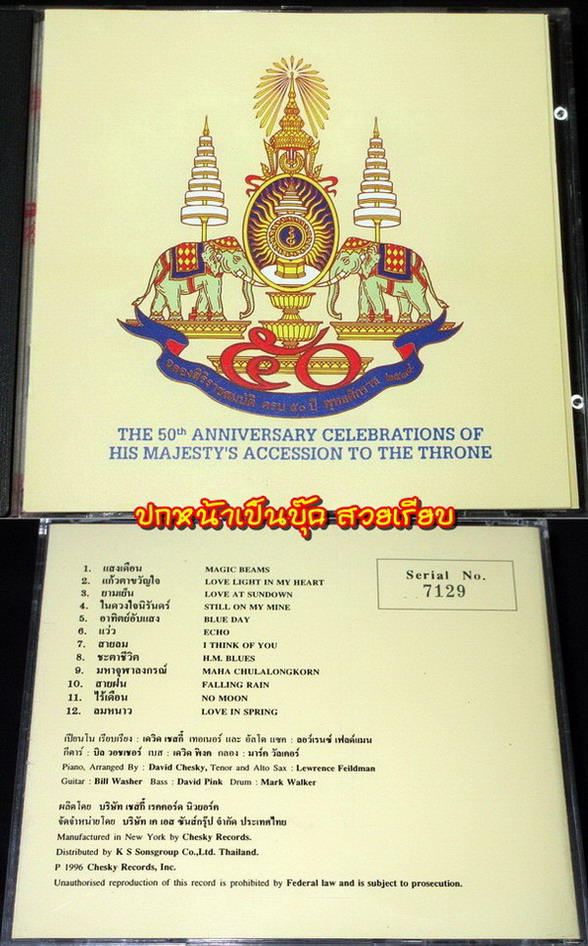 ๕๐
ฉลองสิริราชสมบัติ ครบ ๕๐ ปี พุทธศักราช ๒๕๓๙
THE 50th ANNIVERSARY CELEBRATIONS OF
HIS MAJESTY'S ACCESSION TO THE THRONE
ปกหน้าเป็นบุ๊ค สวยเรียบ
Serial No.
7129
1. แสงเดือน MAGIC BEAMS
2. แก้วตาขวัญใจ LOVE LIGHT IN MY HEART
3. ยามเย็น LOVE AT SUNDOWN
4. ในดวงใจนิรันดร์ STILL ON MY MINE
5. อาทิตย์อับแสง BLUE DAY
6. แว่ว ECHO
7. สายลม I THINK OF YOU
8. ชะตาชีวิต H.M. BLUES
9. มหาจุฬาลงกรณ์ MAHA CHULALONGKORN
10. สายฝน FALLING RAIN
11. ไร้เดือน NO MOON
12. ลมหนาว LOVE IN SPRING
เปียนโน เรียบเรียง : เดวิด เชสกี้ เทอเนอร์ และ อัลโต แซค : ลอว์เรนซ์ เฟลด์แมน
กีตาร์ : บิล วอชเชอร์ เบส : เดวิด พิงค กลอง : มาร์ค วัลเคอร์
Piano, Arranged By : David Chesky, Tenor and Alto Sax : Lewrence Feildman
Guitar : Bill Washer Bass : David Pink Drum : Mark Walker
ผลิตโดย บริษัท เชสกี้ เรคคอร์ด นิวยอร์ค
จัดจำหน่ายโดย บริษัท เค เอส ซันส์กรุ๊ป จำกัด ประเทศไทย
Manufactured in New York by Chesky Records.
Distributed by K S Sonsgroup Co.,Ltd. Thailand.
P 1996 Chesky Records, Inc.
Unauthorised reproduction of this record is prohibited by Federal law and is subject to prosecution.